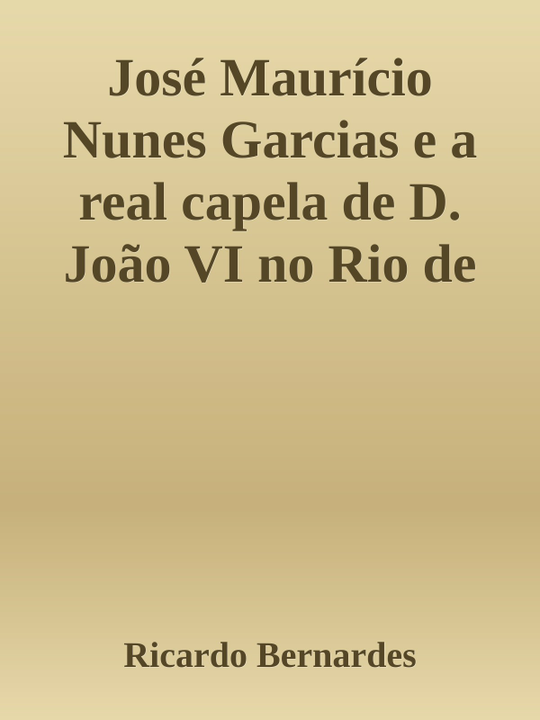 José Maurício
Nunes Garcias e a
real capela de D.
João VI no Rio de
Ricardo Bernardes